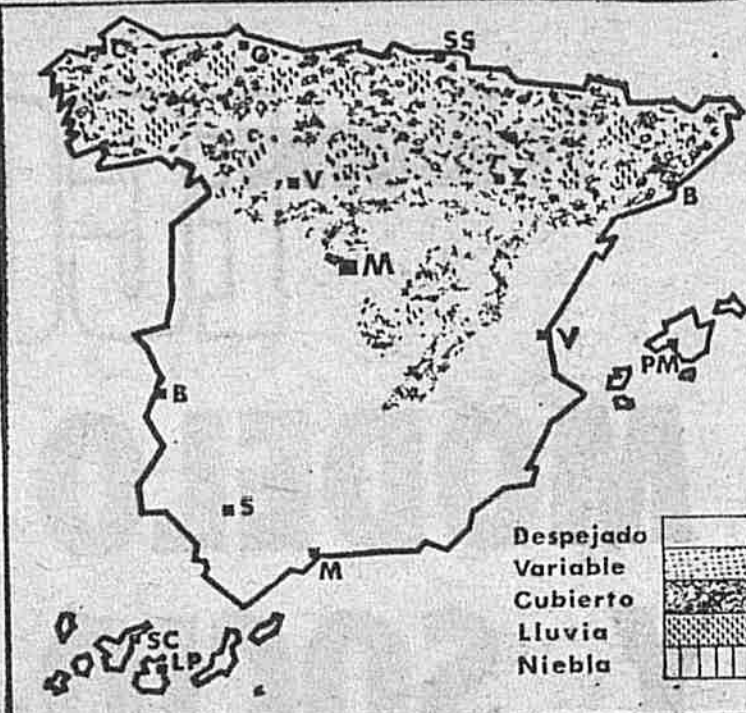 SS
O
V
Z
B
M
V
PM
B
S
M
SC
LP
Despejado
Variable
Cubierto
Lluvia
Niebla